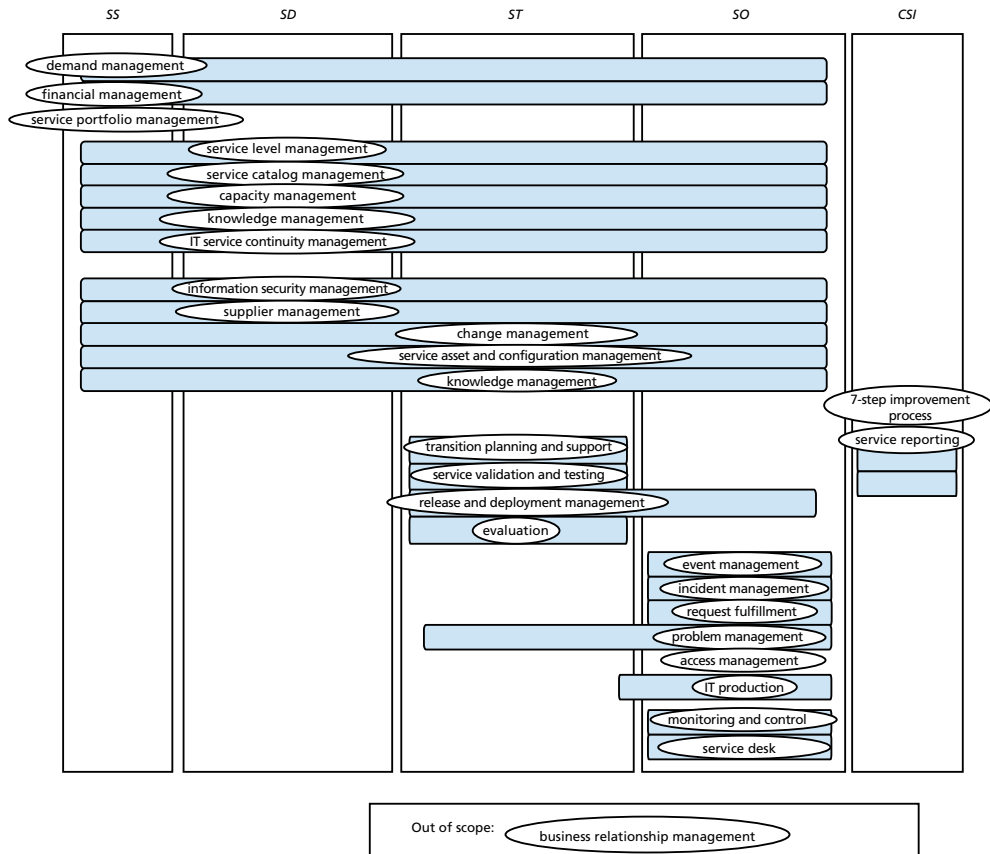 SS SD ST SO CSI
demand management
financial management
service portfolio management
service level management
service catalog management
capacity management
knowledge management
IT service continuity management
information security management
supplier management
change management
service asset and configuration management
knowledge management
7-step improvement
process
service reporting
transition planning and support
service validation and testing
release and deployment management
evaluation
event management
incident management
request fulfillment
problem management
access management
IT production
monitoring and control
service desk
Out of scope: business relationship management